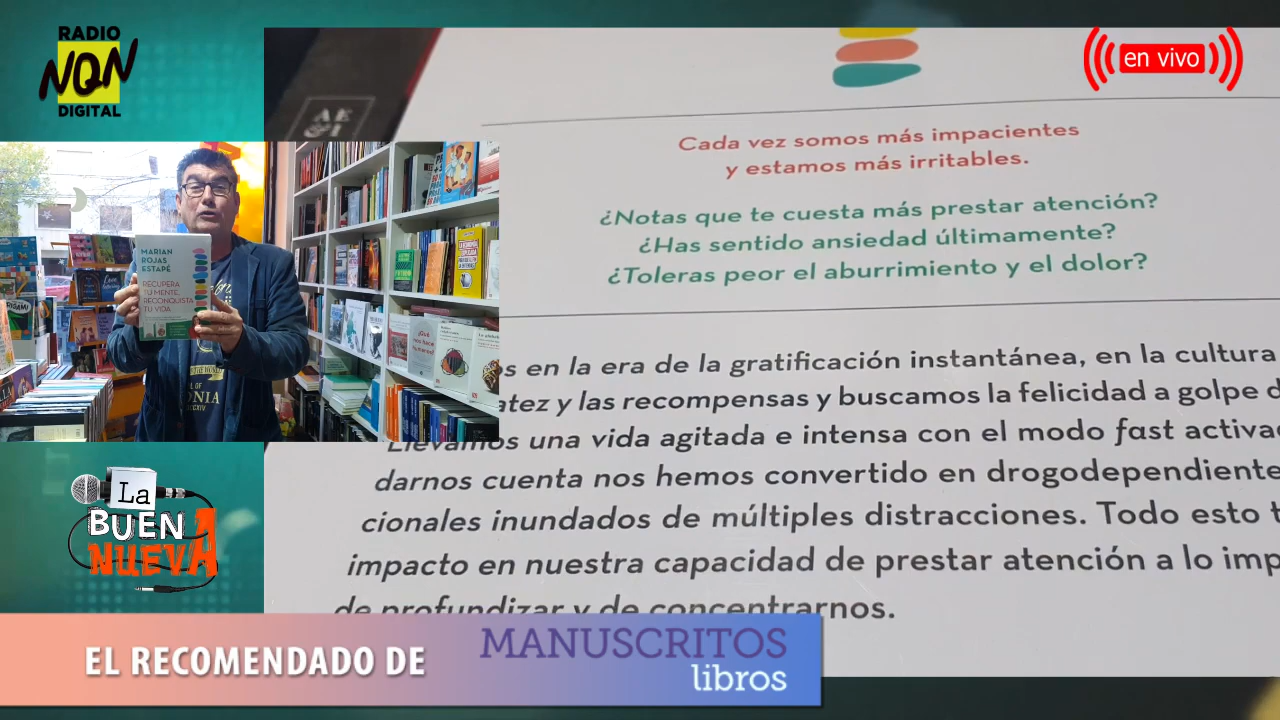 RADIO
NQN
DIGITAL
en vivo
AE
&I
Cada vez somos más impacientes
y estamos más irritables.
¿Notas que te cuesta más prestar atención?
¿Has sentido ansiedad últimamente?
¿Toleras peor el aburrimiento y el dolor?
s en la era de la gratificación instantánea, en la cultura
atez y las recompensas y buscamos la felicidad a golpe d
Llevamos una vida agitada e intensa con el modo fast activa
darnos cuenta nos hemos convertido en drogodependiente
cionales inundados de múltiples distracciones. Todo esto t
impacto en nuestra capacidad de prestar atención a lo imp
de profundizar y de concentrarnos.
MARIAN
ROJAS
ESTAPÉ
RECUPERA
TU MENTE,
RECONQUISTA
TU VIDA
La
BUENA
NUEVA
EL RECOMENDADO DE
MANUSCRITOS
libros